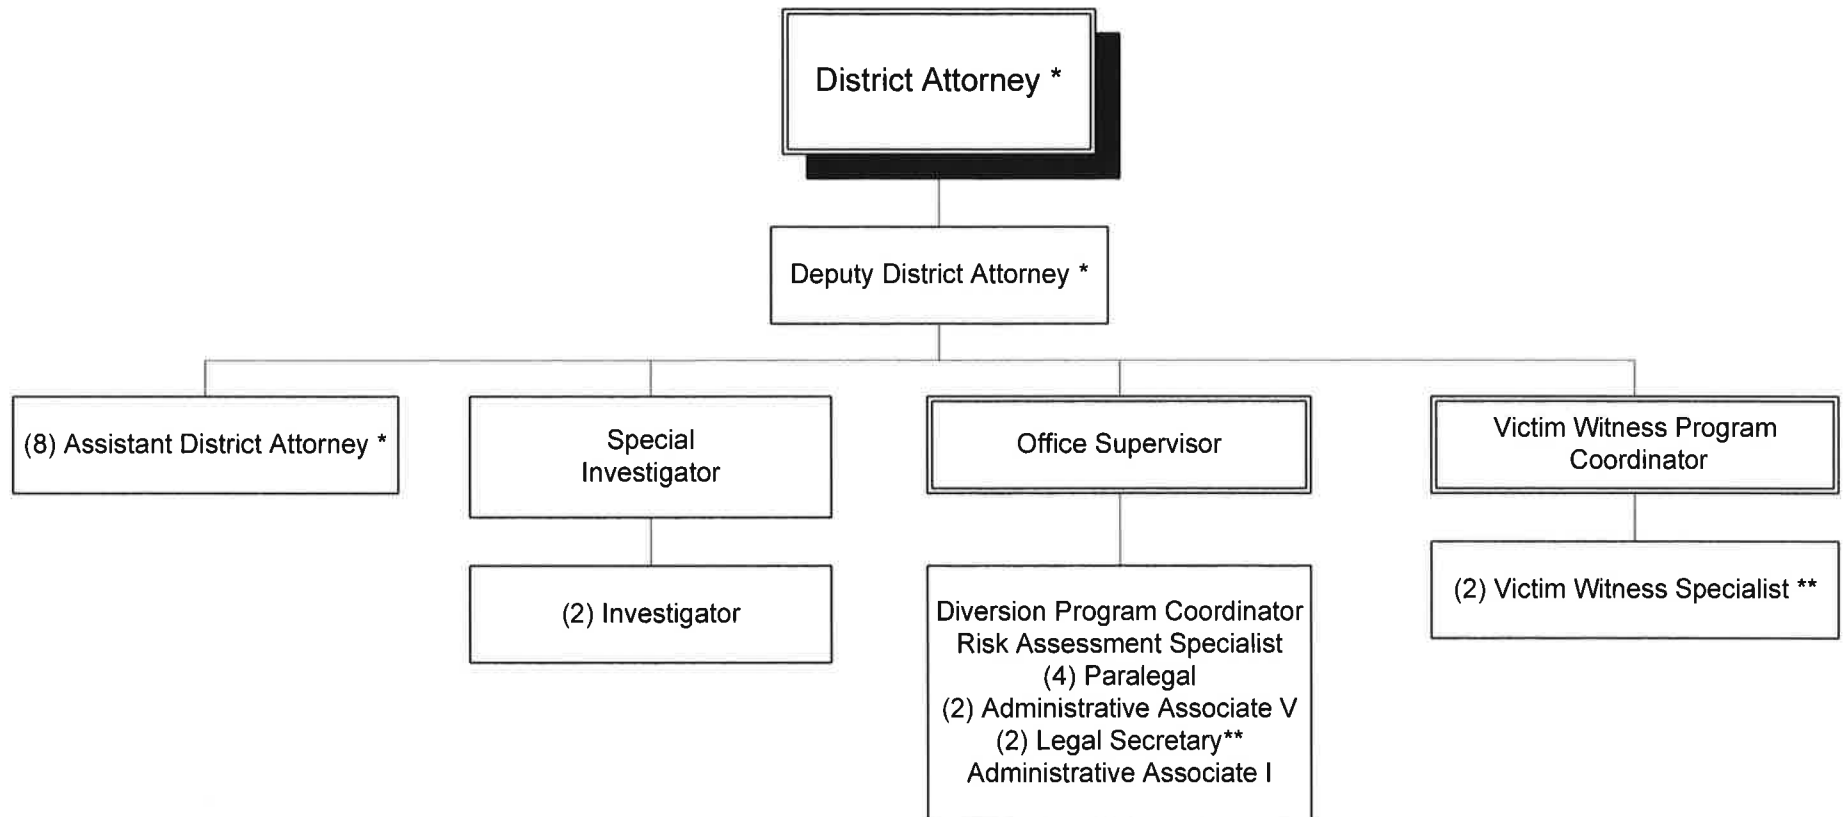 District Attorney *
Deputy District Attorney *
(8) Assistant District Attorney *
Special
Investigator
Office Supervisor
Victim Witness Program
Coordinator
(2) Investigator
Diversion Program Coordinator
Risk Assessment Specialist
(4) Paralegal
(2) Administrative Associate V
(2) Legal Secretary**
Administrative Associate I
(2) Victim Witness Specialist **